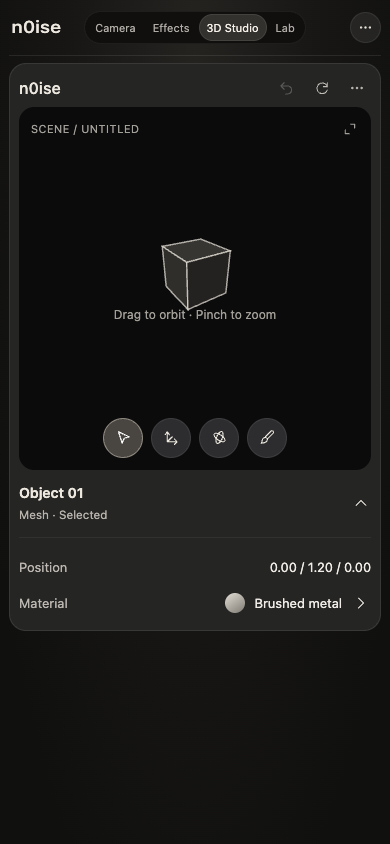 n0ise
Camera Effects 3D Studio Lab
n0ise
SCENE / UNTITLED
Drag to orbit · Pinch to zoom
Object 01
Mesh · Selected
Position 0.00 / 1.20 / 0.00
Material Brushed metal